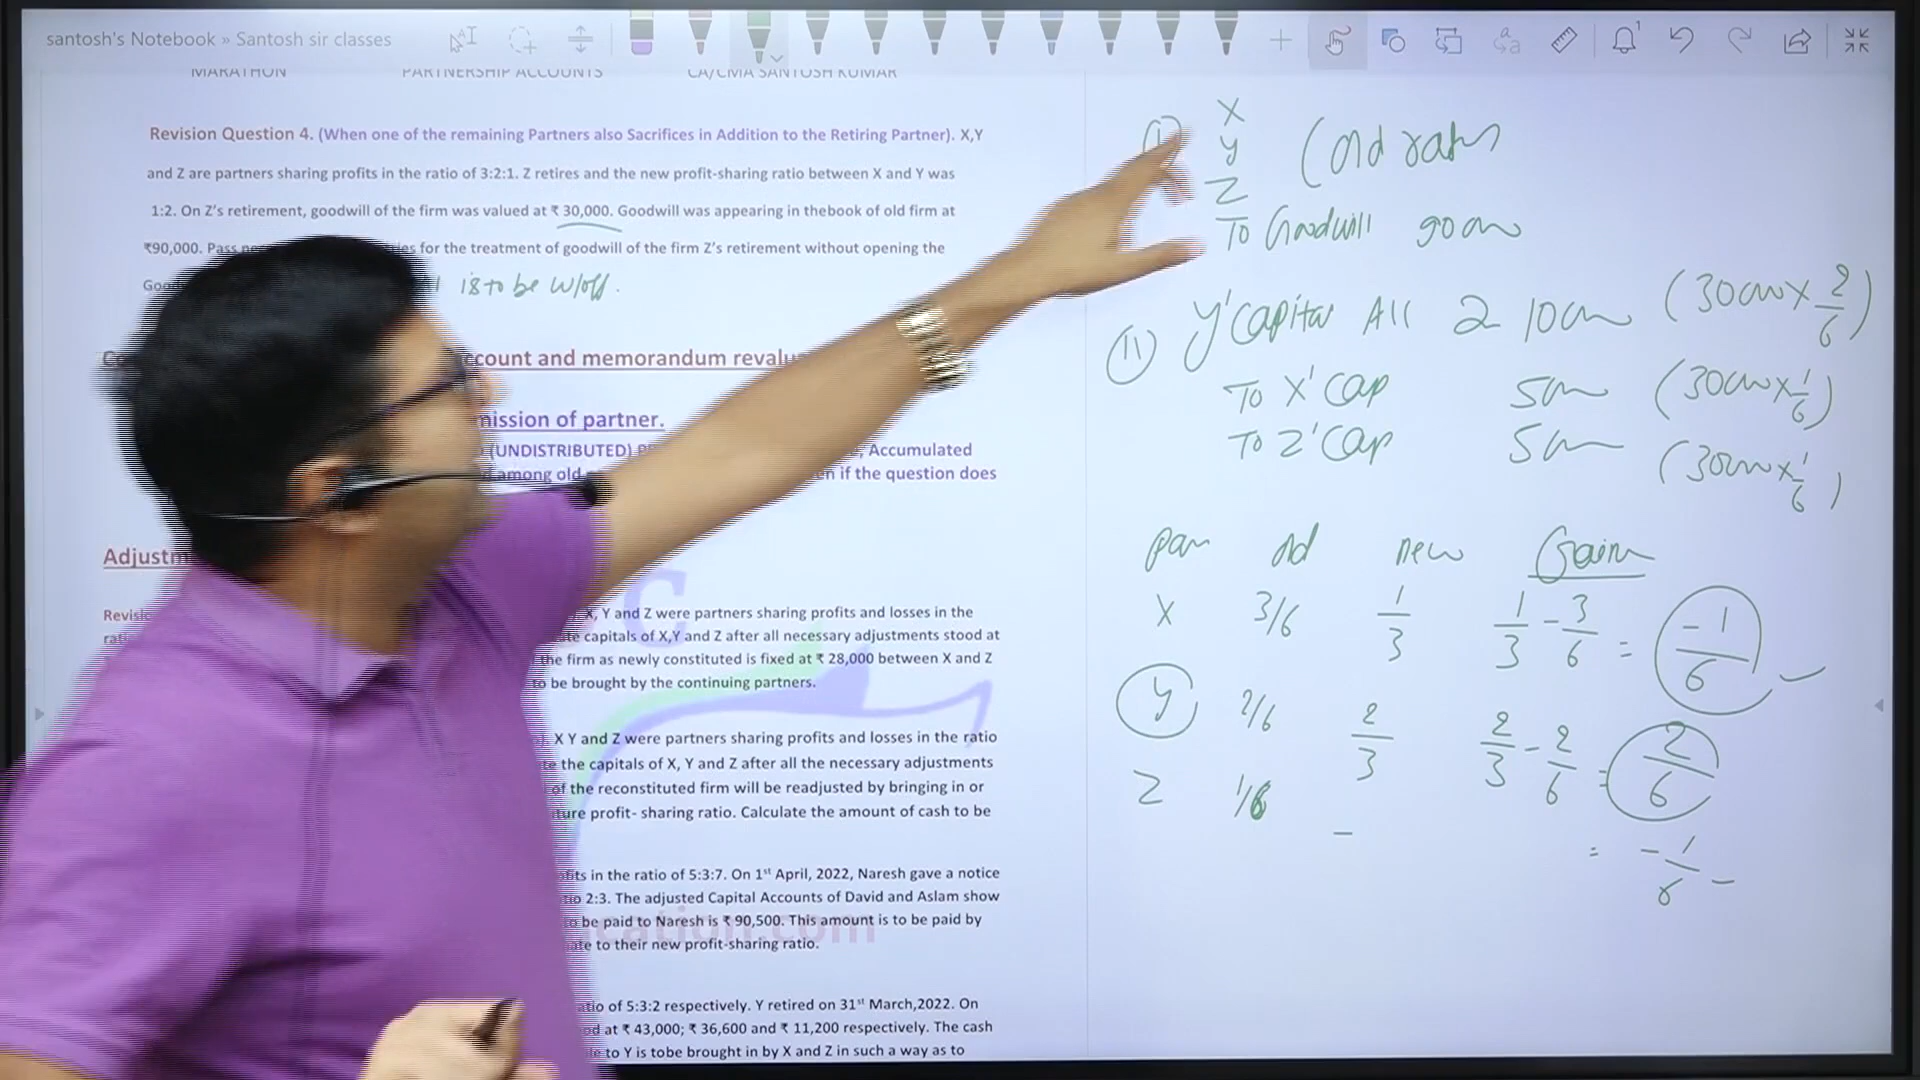 santosh's Notebook » Santosh sir classes
MARATHON PARTNERSHIP ACCOUNTS CA/CMA SANTOSH KUMAR
Revision Question 4. (When one of the remaining Partners also Sacrifices in Addition to the Retiring Partner). X,Y
and Z are partners sharing profits in the ratio of 3:2:1. Z retires and the new profit-sharing ratio between X and Y was
1:2. On Z's retirement, goodwill of the firm was valued at ₹ 30,000. Goodwill was appearing in thebook of old firm at
₹90,000. Pass for the treatment of goodwill of the firm Z's retirement without opening the
is to be w/off.
ccount and memorandum revalu
mission of partner.
(UNDISTRIBUTED) Accumulated
among old if the question does
Adjustm
X, Y and Z were partners sharing profits and losses in the
capitals of X,Y and Z after all necessary adjustments stood at
the firm as newly constituted is fixed at ₹ 28,000 between X and Z
to be brought by the continuing partners.
X Y and Z were partners sharing profits and losses in the ratio
the capitals of X, Y and Z after all the necessary adjustments
of the reconstituted firm will be readjusted by bringing in or
ture profit- sharing ratio. Calculate the amount of cash to be
fits in the ratio of 5:3:7. On 1st April, 2022, Naresh gave a notice
tio 2:3. The adjusted Capital Accounts of David and Aslam show
to be paid to Naresh is ₹ 90,500. This amount is to be paid by
ate to their new profit-sharing ratio.
atio of 5:3:2 respectively. Y retired on 31st March,2022. On
od at ₹ 43,000; ₹ 36,600 and ₹ 11,200 respectively. The cash
to Y is tobe brought in by X and Z in such a way as to
X
Y (old ratio
Z
To Goodwill 90000
(11) Y'capital A/c 2 10000 (30000x 2/6)
To X' Cap 5000 (30000x 1/6)
To Z' Cap 5000 (30000x 1/6)
par old new Gain
X 3/6 1/3 1/3 - 3/6 = -1/6
Y 2/6 2/3 2/3 - 2/6 = 2/6
Z 1/6 - = -1/6